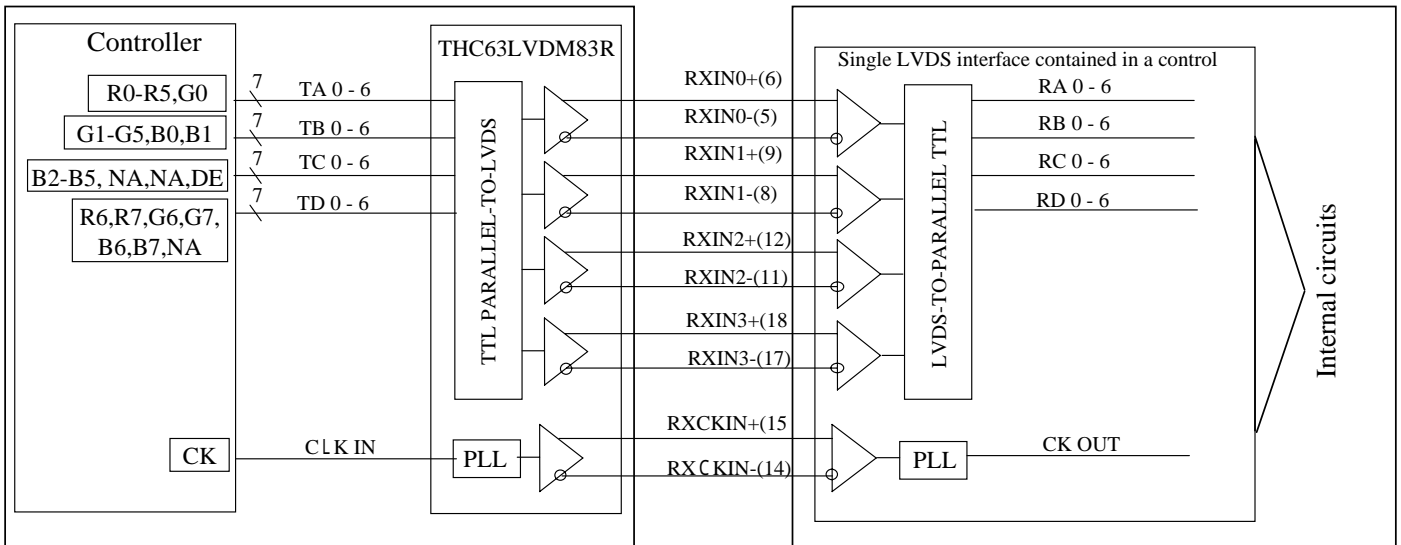 Controller
R0-R5,G0
G1-G5,B0,B1
B2-B5, NA,NA,DE
R6,R7,G6,G7,
B6,B7,NA
CK
7
TA 0 - 6
7
TB 0 - 6
7
TC 0 - 6
7
TD 0 - 6
CLK IN
THC63LVDM83R
TTL PARALLEL-TO-LVDS
PLL
RXIN0+(6)
RXIN0-(5)
RXIN1+(9)
RXIN1-(8)
RXIN2+(12)
RXIN2-(11)
RXIN3+(18
RXIN3-(17)
RXCKIN+(15
RXCKIN-(14)
Single LVDS interface contained in a control
LVDS-TO-PARALLEL TTL
PLL
RA 0 - 6
RB 0 - 6
RC 0 - 6
RD 0 - 6
CK OUT
Internal circuits